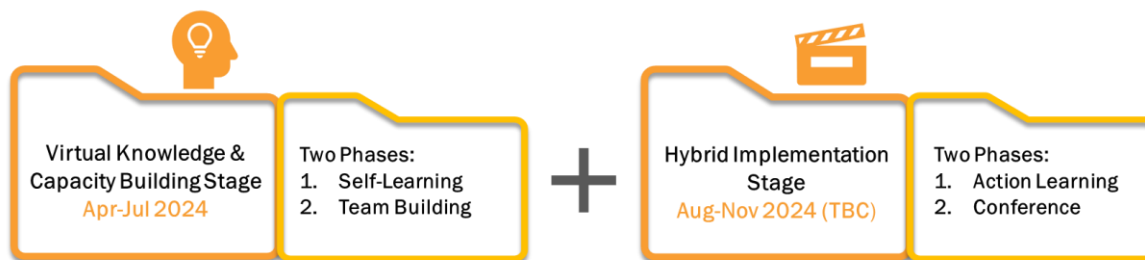 Virtual Knowledge &
Capacity Building Stage
Apr-Jul 2024
Two Phases:
1. Self-Learning
2. Team Building
+
Hybrid Implementation
Stage
Aug-Nov 2024 (TBC)
Two Phases:
1. Action Learning
2. Conference